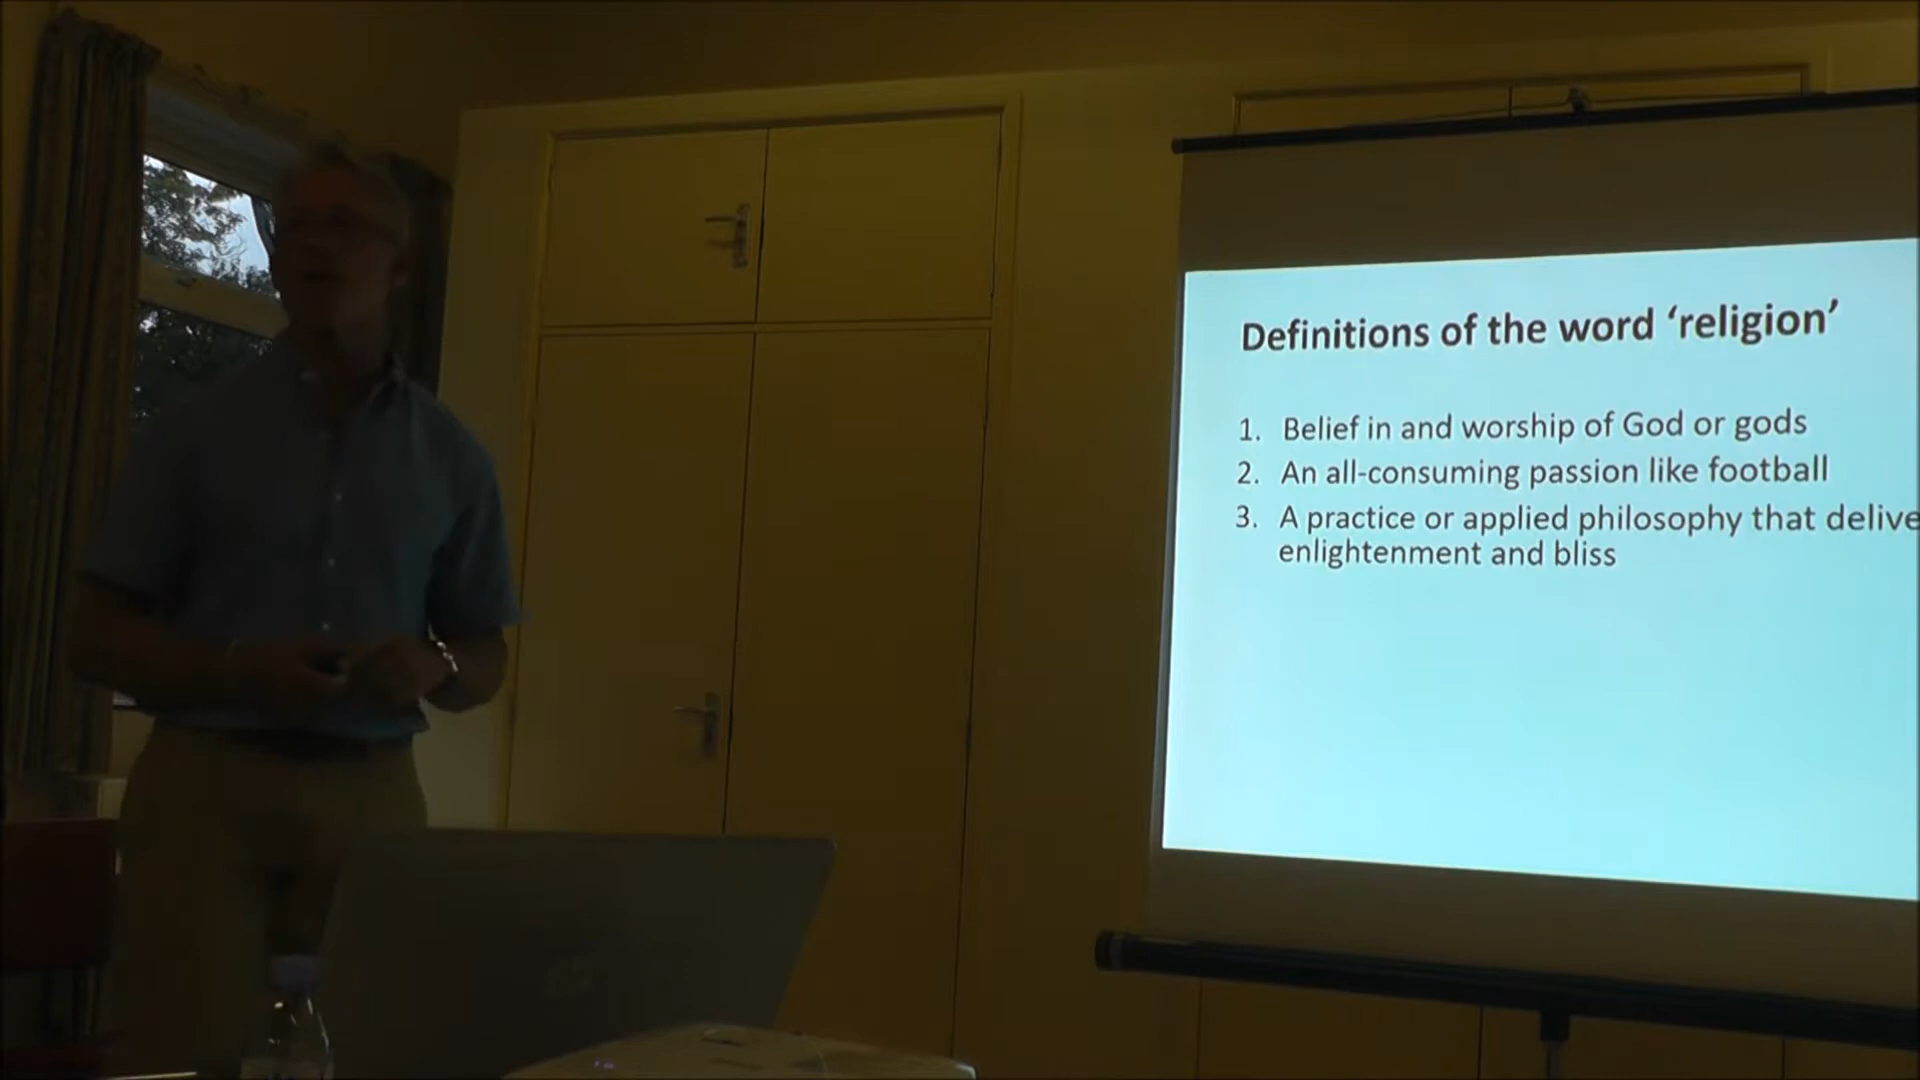 Definitions of the word ‘religion’
1. Belief in and worship of God or gods
2. An all-consuming passion like football
3. A practice or applied philosophy that delive
enlightenment and bliss